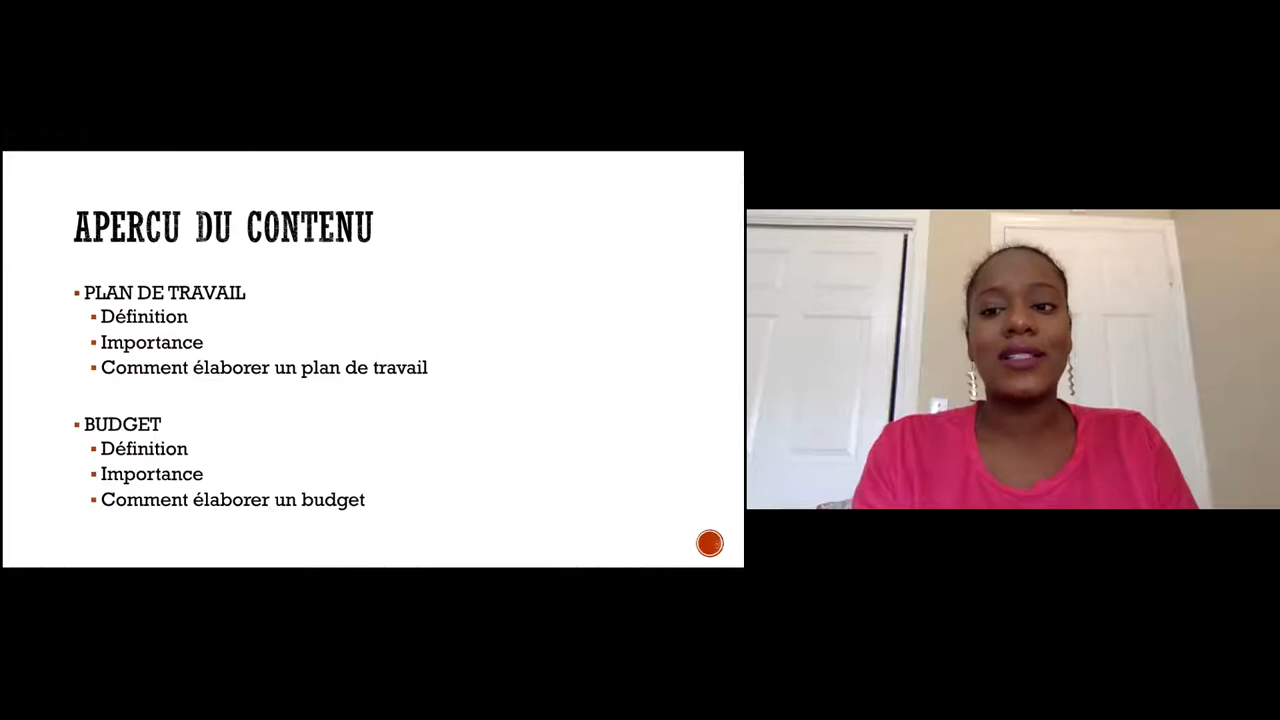 APERCU DU CONTENU
PLAN DE TRAVAIL
Définition
Importance
Comment élaborer un plan de travail
BUDGET
Définition
Importance
Comment élaborer un budget